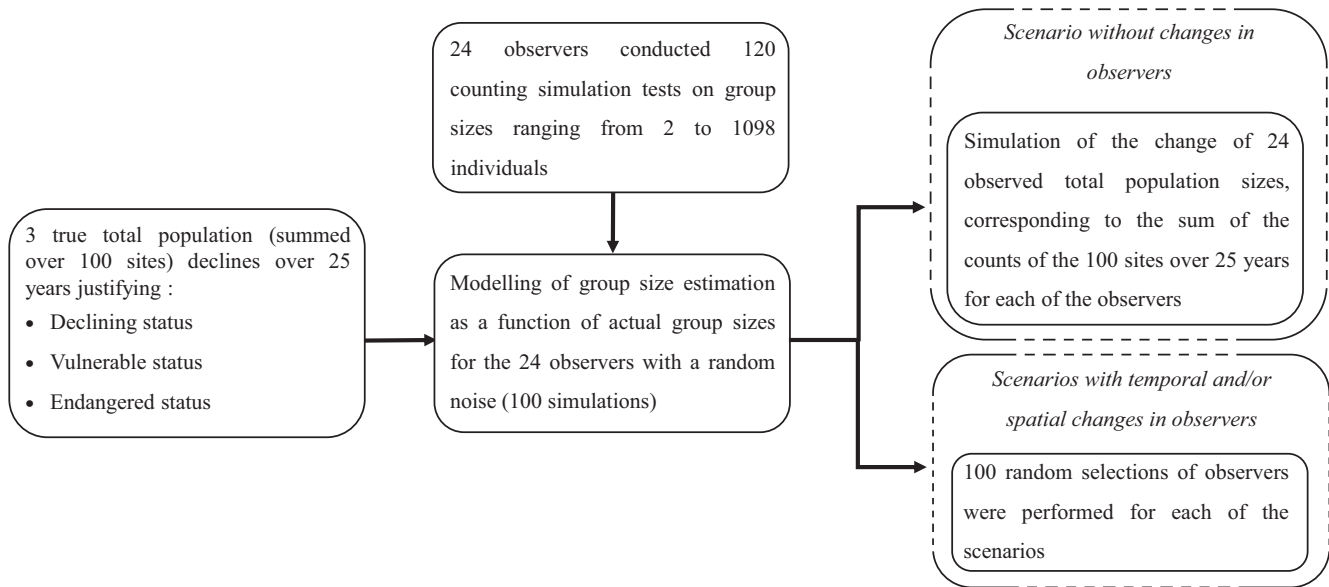 24 observers conducted 120
counting simulation tests on group
sizes ranging from 2 to 1098
individuals
3 true total population (summed
over 100 sites) declines over 25
years justifying :
• Declining status
• Vulnerable status
• Endangered status
Modelling of group size estimation
as a function of actual group sizes
for the 24 observers with a random
noise (100 simulations)
Scenario without changes in
observers
Simulation of the change of 24
observed total population sizes,
corresponding to the sum of the
counts of the 100 sites over 25 years
for each of the observers
Scenarios with temporal and/or
spatial changes in observers
100 random selections of observers
were performed for each of the
scenarios